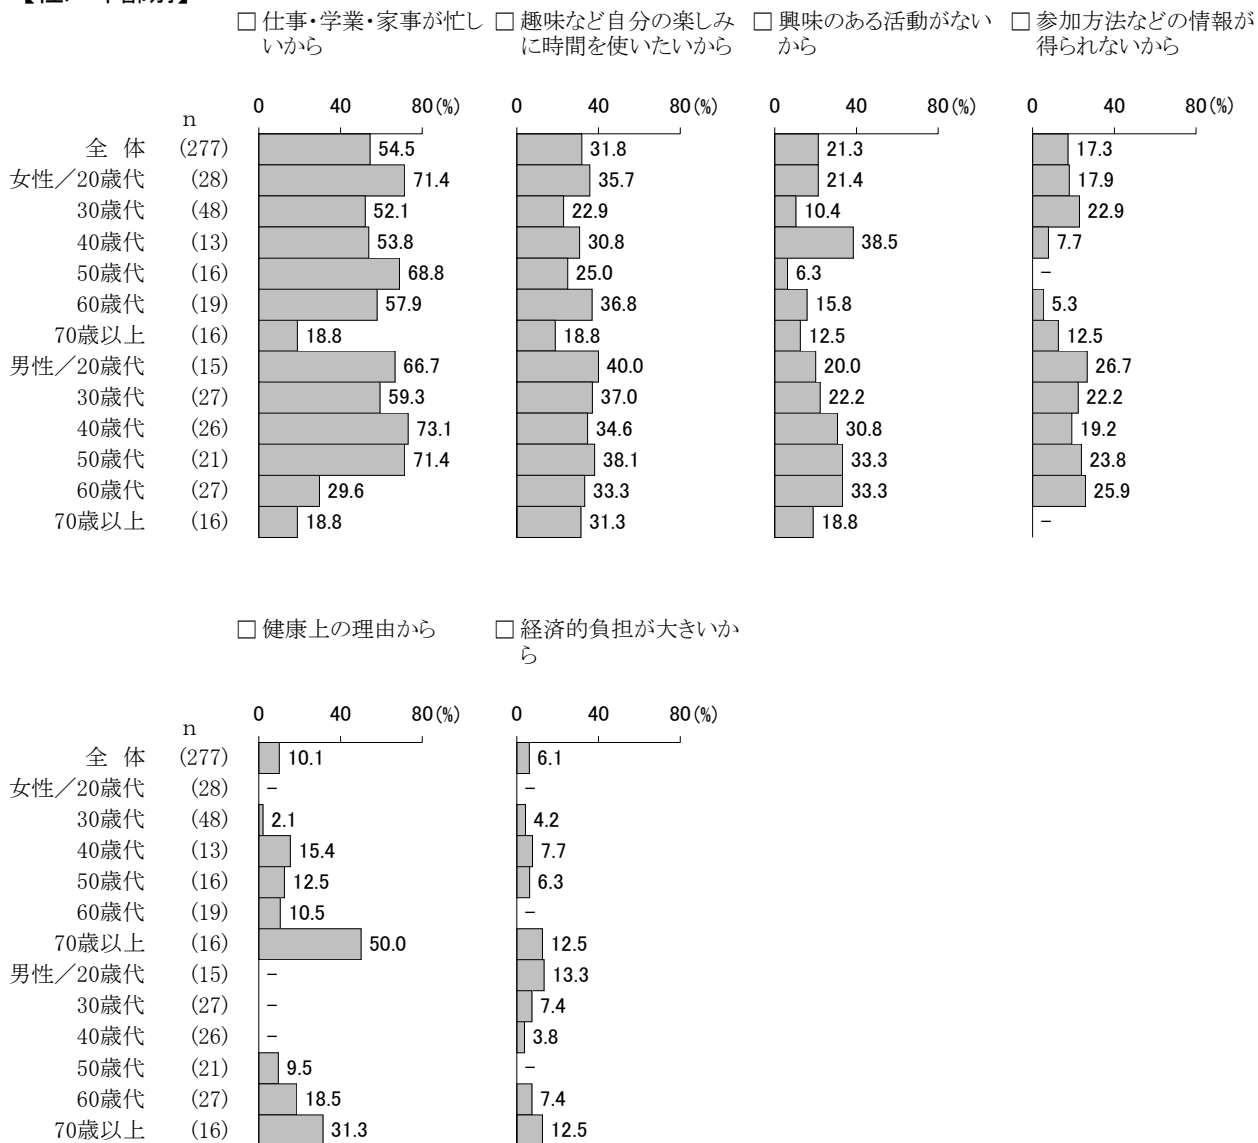 □ 仕事・学業・家事が忙し □ 趣味など自分の楽しみ □ 興味のある活動がない □ 参加方法などの情報が
いから に時間を使いたいから から 得られないから
0 40 80(%) 0 40 80(%) 0 40 80(%) 0 40 80(%)
n
全 体 (277) 54.5 31.8 21.3 17.3
女性／20歳代 (28) 71.4 35.7 21.4 17.9
30歳代 (48) 52.1 22.9 10.4 22.9
40歳代 (13) 53.8 30.8 38.5 7.7
50歳代 (16) 68.8 25.0 6.3 −
60歳代 (19) 57.9 36.8 15.8 5.3
70歳以上 (16) 18.8 18.8 12.5 12.5
男性／20歳代 (15) 66.7 40.0 20.0 26.7
30歳代 (27) 59.3 37.0 22.2 22.2
40歳代 (26) 73.1 34.6 30.8 19.2
50歳代 (21) 71.4 38.1 33.3 23.8
60歳代 (27) 29.6 33.3 33.3 25.9
70歳以上 (16) 18.8 31.3 18.8 −
□ 健康上の理由から □ 経済的負担が大きいか
ら
0 40 80(%) 0 40 80(%)
n
全 体 (277) 10.1 6.1
女性／20歳代 (28) − −
30歳代 (48) 2.1 4.2
40歳代 (13) 15.4 7.7
50歳代 (16) 12.5 6.3
60歳代 (19) 10.5 −
70歳以上 (16) 50.0 12.5
男性／20歳代 (15) − 13.3
30歳代 (27) − 7.4
40歳代 (26) − 3.8
50歳代 (21) 9.5 −
60歳代 (27) 18.5 7.4
70歳以上 (16) 31.3 12.5